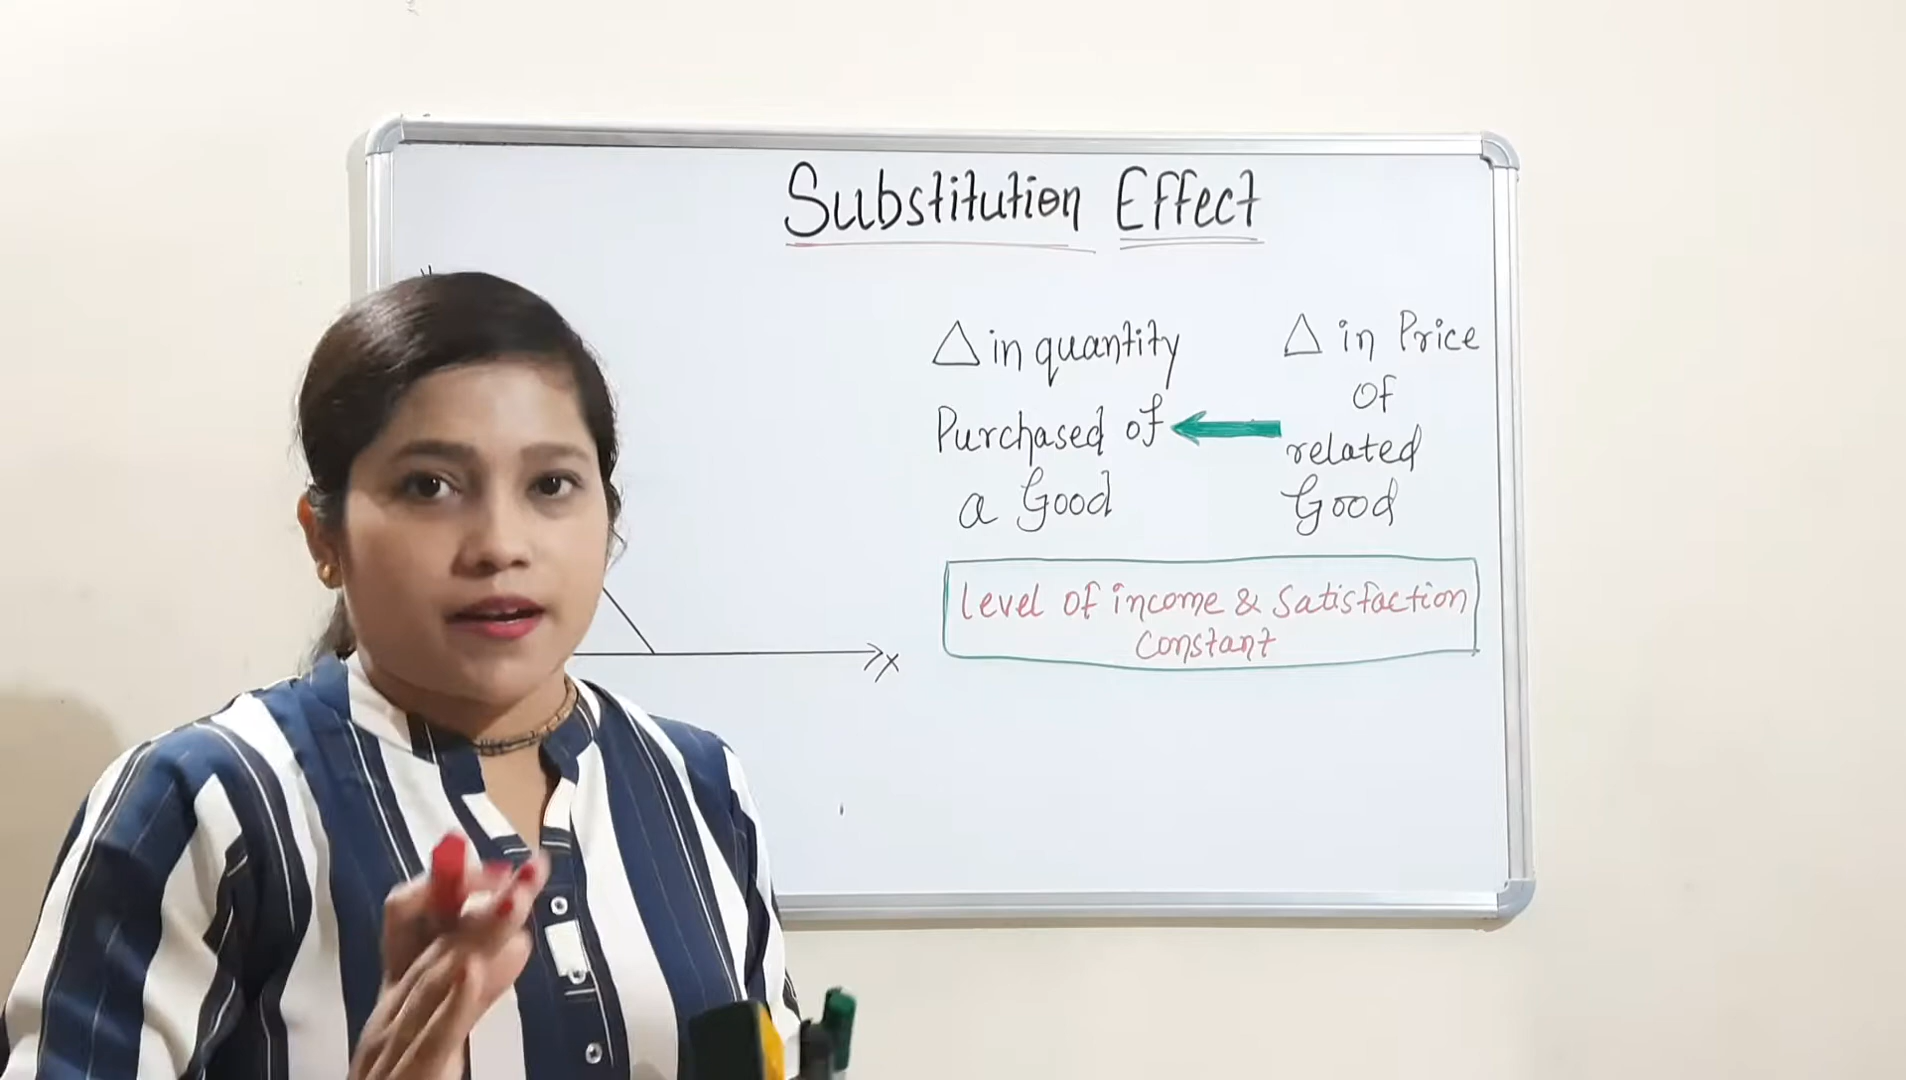 Substitution Effect
△ in quantity
Purchased of
a Good
△ in Price
of
related
Good
Level of income & Satisfaction
Constant
X